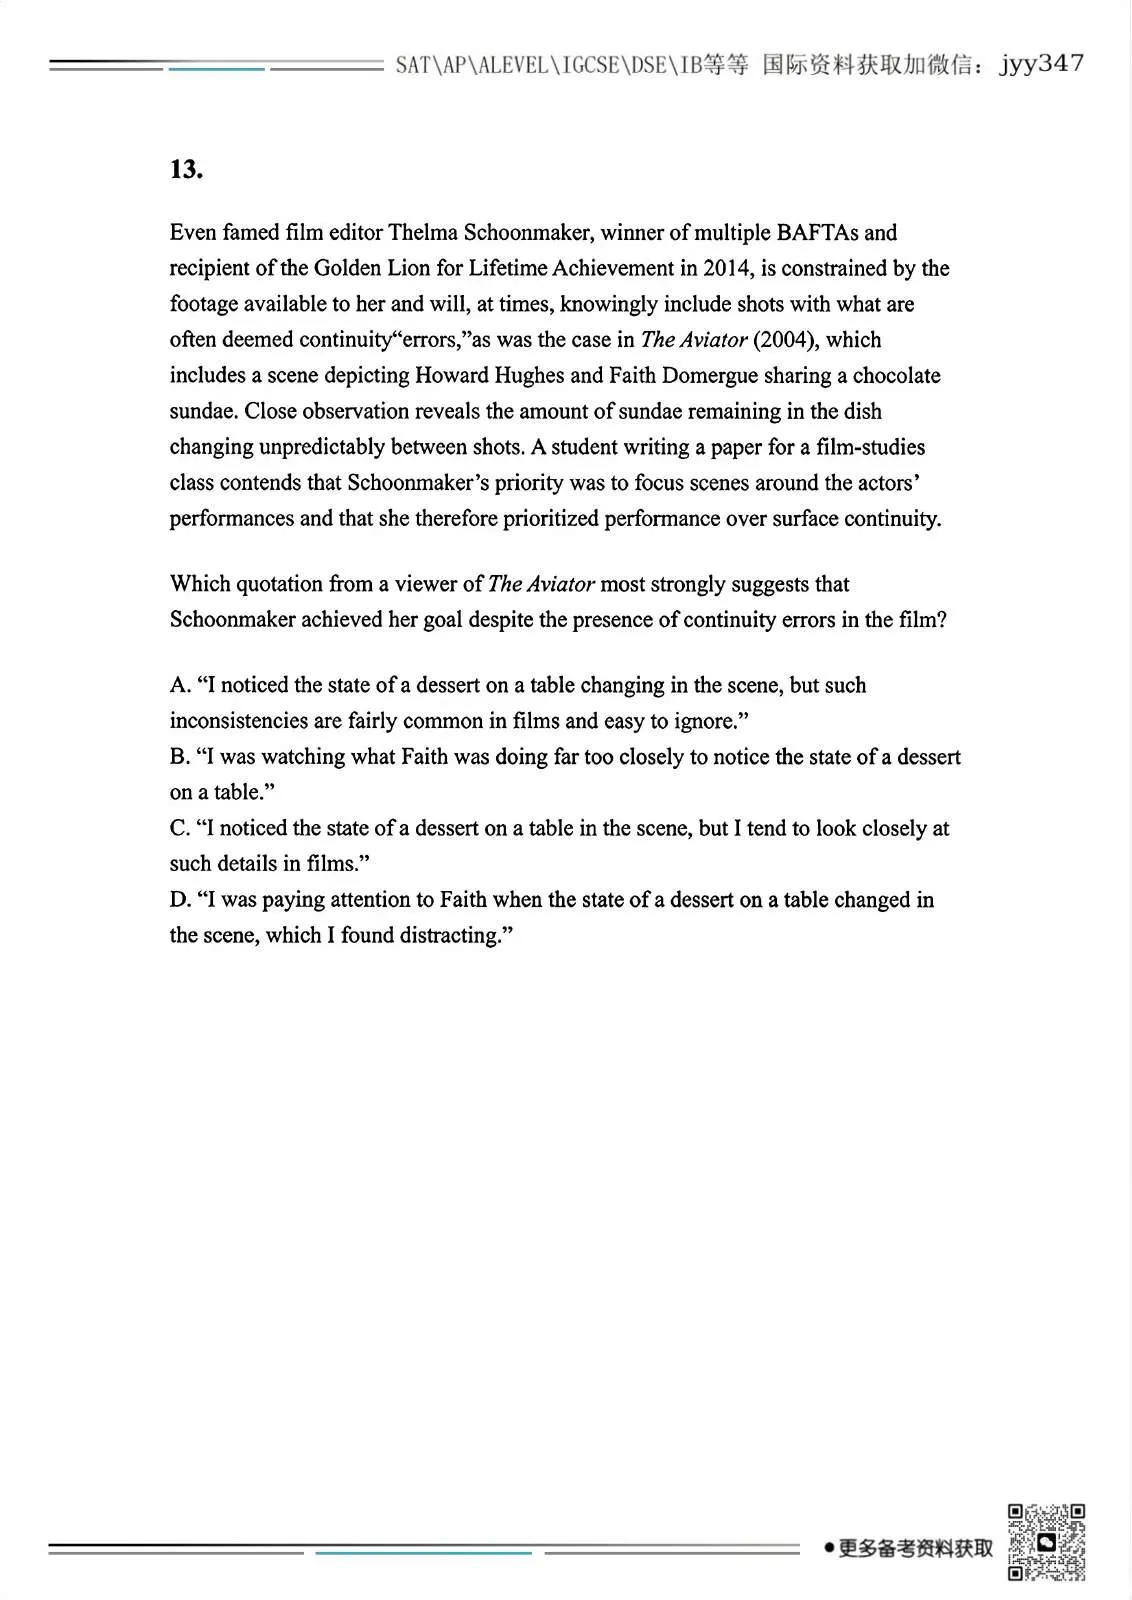 SAT\AP\ALEVEL\IGCSE\DSE\IB等等 国际资料获取加微信：jyy347
13.
Even famed film editor Thelma Schoonmaker, winner of multiple BAFTAs and
recipient of the Golden Lion for Lifetime Achievement in 2014, is constrained by the
footage available to her and will, at times, knowingly include shots with what are
often deemed continuity“errors,”as was the case in The Aviator (2004), which
includes a scene depicting Howard Hughes and Faith Domergue sharing a chocolate
sundae. Close observation reveals the amount of sundae remaining in the dish
changing unpredictably between shots. A student writing a paper for a film-studies
class contends that Schoonmaker’s priority was to focus scenes around the actors’
performances and that she therefore prioritized performance over surface continuity.
Which quotation from a viewer of The Aviator most strongly suggests that
Schoonmaker achieved her goal despite the presence of continuity errors in the film?
A. “I noticed the state of a dessert on a table changing in the scene, but such
inconsistencies are fairly common in films and easy to ignore.”
B. “I was watching what Faith was doing far too closely to notice the state of a dessert
on a table.”
C. “I noticed the state of a dessert on a table in the scene, but I tend to look closely at
such details in films.”
D. “I was paying attention to Faith when the state of a dessert on a table changed in
the scene, which I found distracting.”
●更多备考资料获取